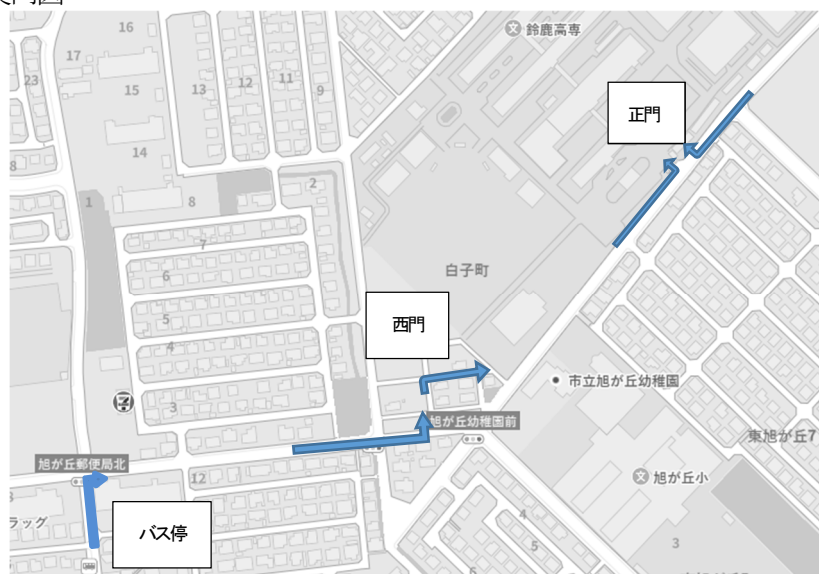 16
鈴鹿高専
17
23
15
13
12
11
9
正門
14
8
2
1
8
7
6
白子町
5
西門
4
市立旭が丘幼稚園
3
旭が丘幼稚園前
東旭が丘7
旭が丘郵便局北
12
旭が丘小
バス停
ラッグ
4
5
3
6